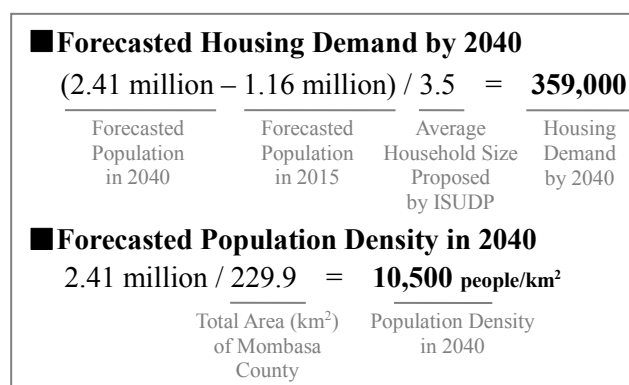 ■Forecasted Housing Demand by 2040
(2.41 million – 1.16 million) / 3.5 = 359,000
Forecasted Population in 2040
Forecasted Population in 2015
Average Household Size Proposed by ISUDP
Housing Demand by 2040
■Forecasted Population Density in 2040
2.41 million / 229.9 = 10,500 people/km²
Total Area (km²) of Mombasa County
Population Density in 2040